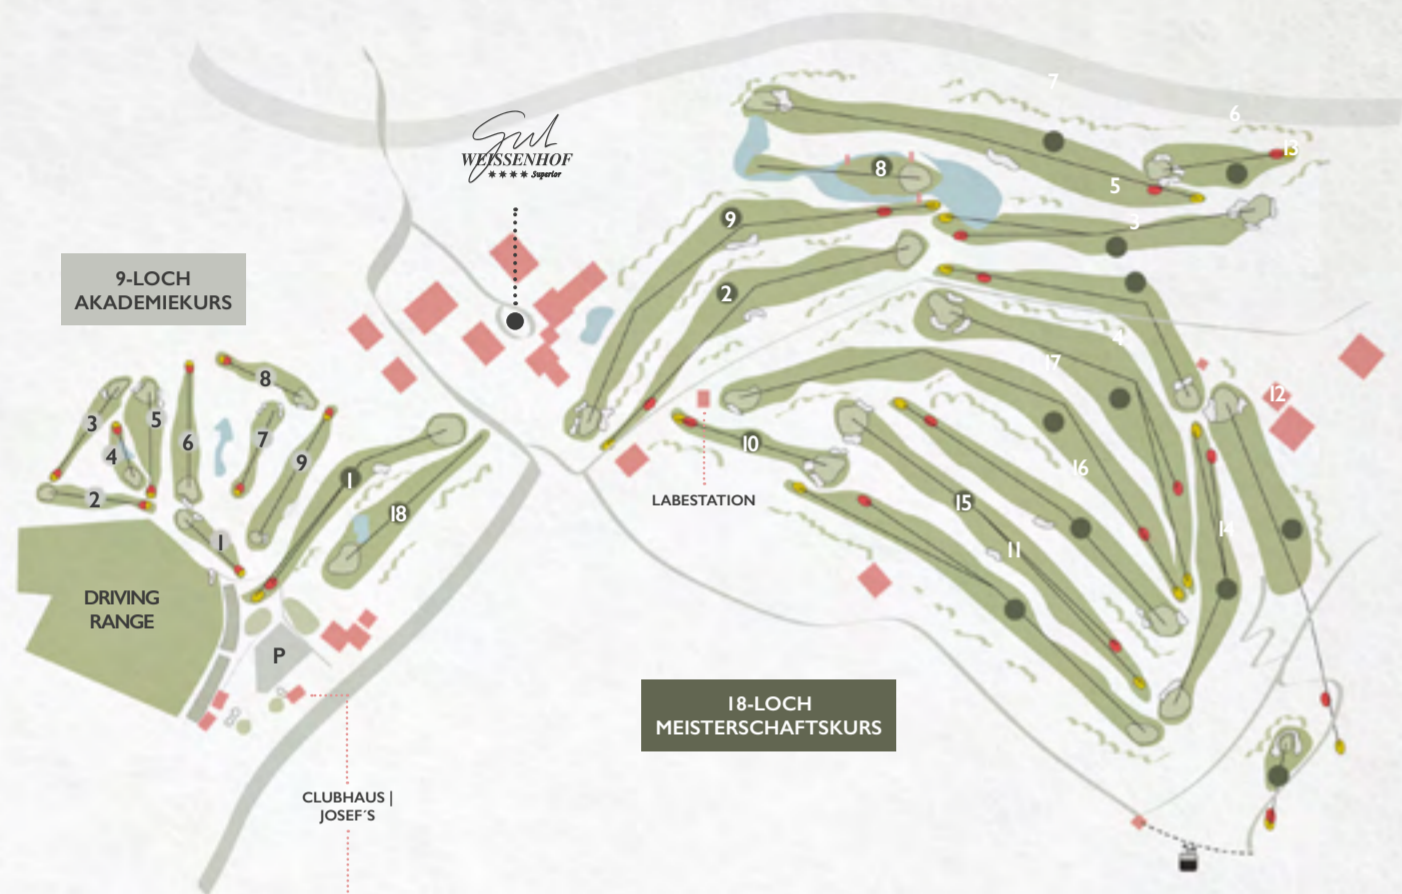 Gut
WEISSENHOF
★★★★ Superior
7
6
13
8
5
9
3
2
4
17
12
10
16
LABESTATION
15
14
11
9-LOCH
AKADEMIEKURS
8
3
5
4
6
7
9
2
1
1
18
DRIVING
RANGE
P
18-LOCH
MEISTERSCHAFTSKURS
CLUBHAUS |
JOSEF´S